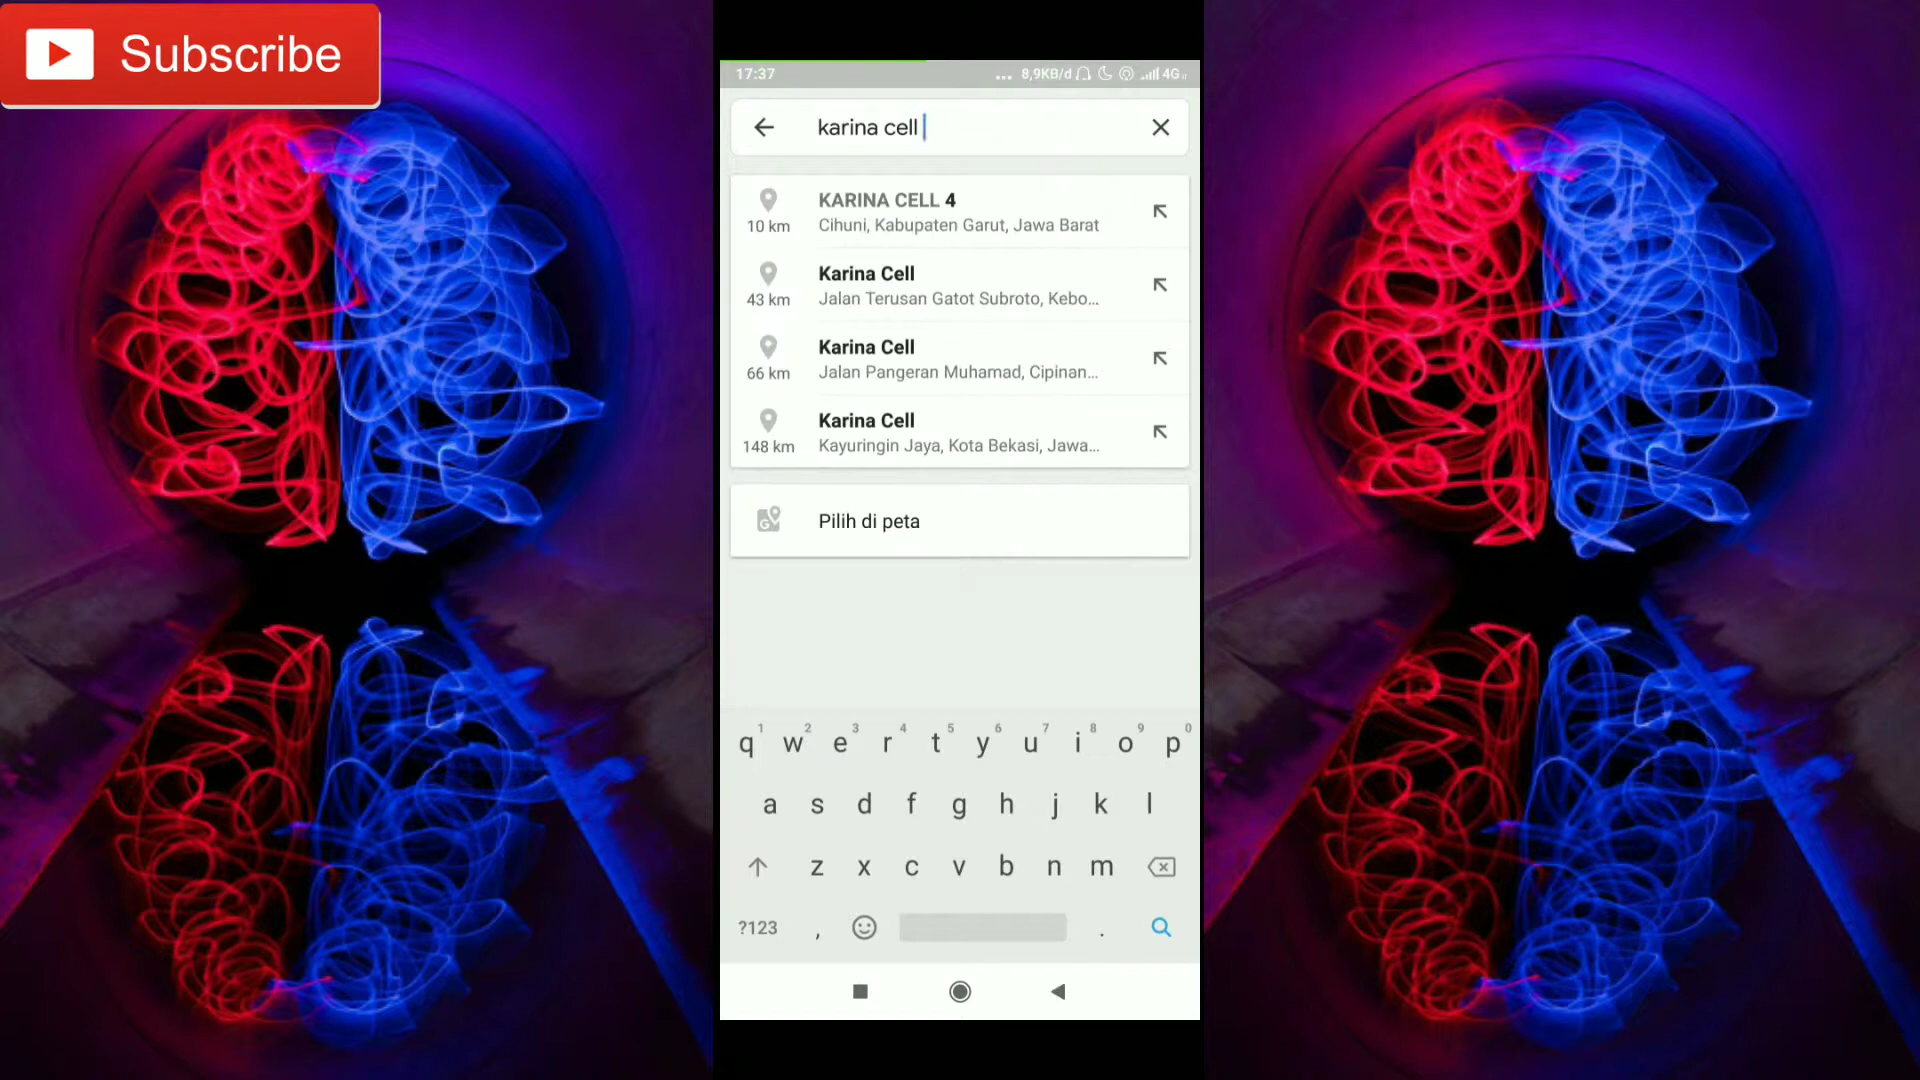 Subscribe
17:37
... 8,9KB/d 4G
karina cell
KARINA CELL 4
10 km
Cihuni, Kabupaten Garut, Jawa Barat
Karina Cell
43 km
Jalan Terusan Gatot Subroto, Kebo...
Karina Cell
66 km
Jalan Pangeran Muhamad, Cipinan...
Karina Cell
148 km
Kayuringin Jaya, Kota Bekasi, Jawa...
Pilih di peta
1 2 3 4 5 6 7 8 9 0
q w e r t y u i o p
a s d f g h j k l
z x c v b n m
?123 , .